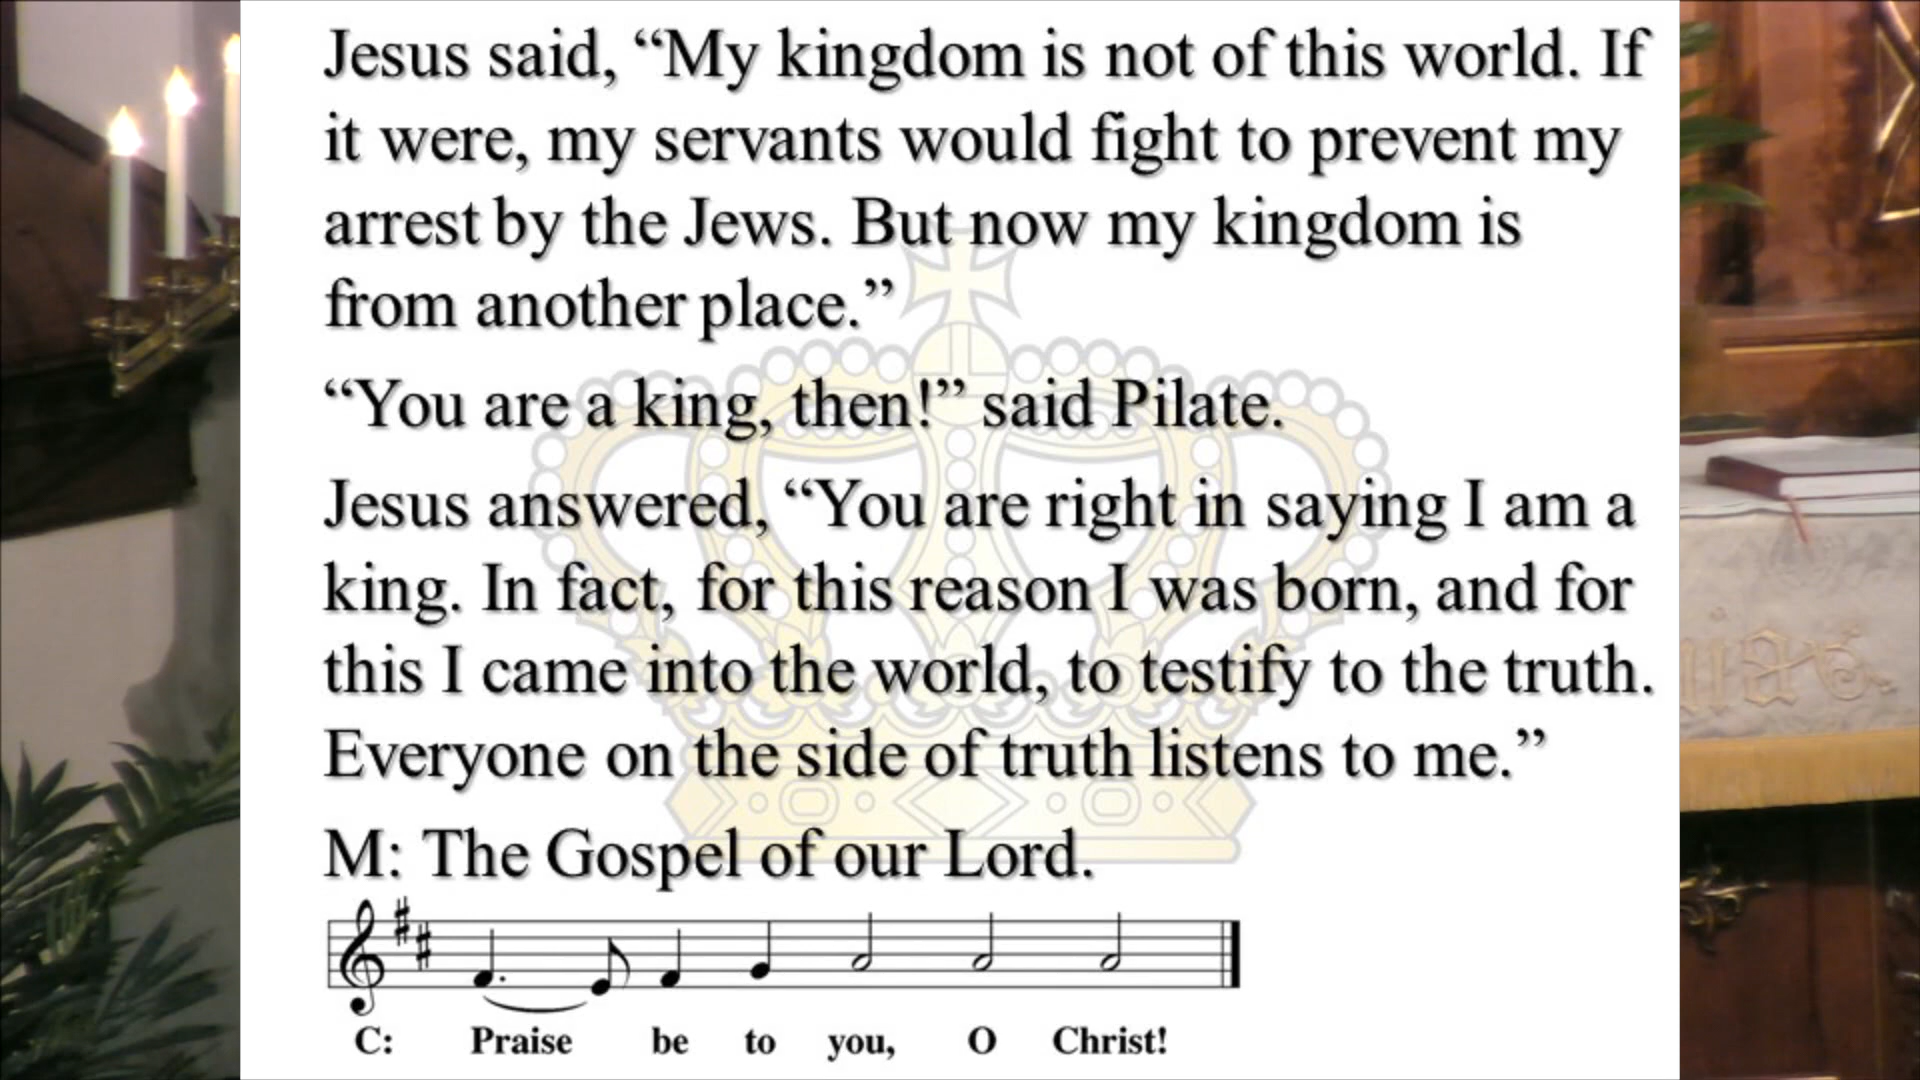 Jesus said, “My kingdom is not of this world. If
it were, my servants would fight to prevent my
arrest by the Jews. But now my kingdom is
from another place.”
“You are a king, then!” said Pilate.
Jesus answered, “You are right in saying I am a
king. In fact, for this reason I was born, and for
this I came into the world, to testify to the truth.
Everyone on the side of truth listens to me.”
M: The Gospel of our Lord.
C: Praise be to you, O Christ!